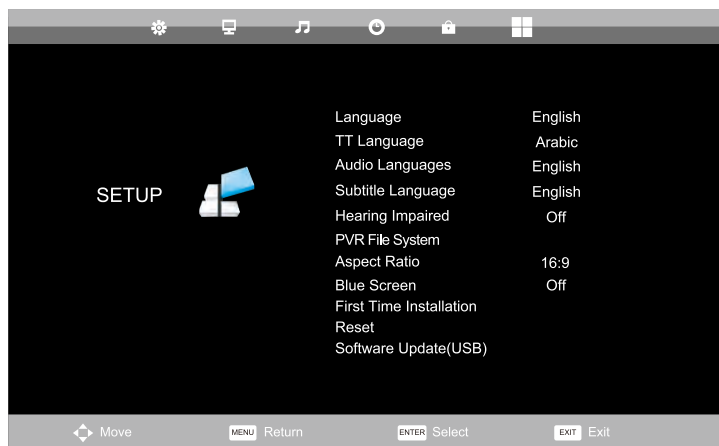 SETUP
Language English
TT Language Arabic
Audio Languages English
Subtitle Language English
Hearing Impaired Off
PVR File System
Aspect Ratio 16:9
Blue Screen Off
First Time Installation
Reset
Software Update(USB)
Move MENU Return ENTER Select EXIT Exit